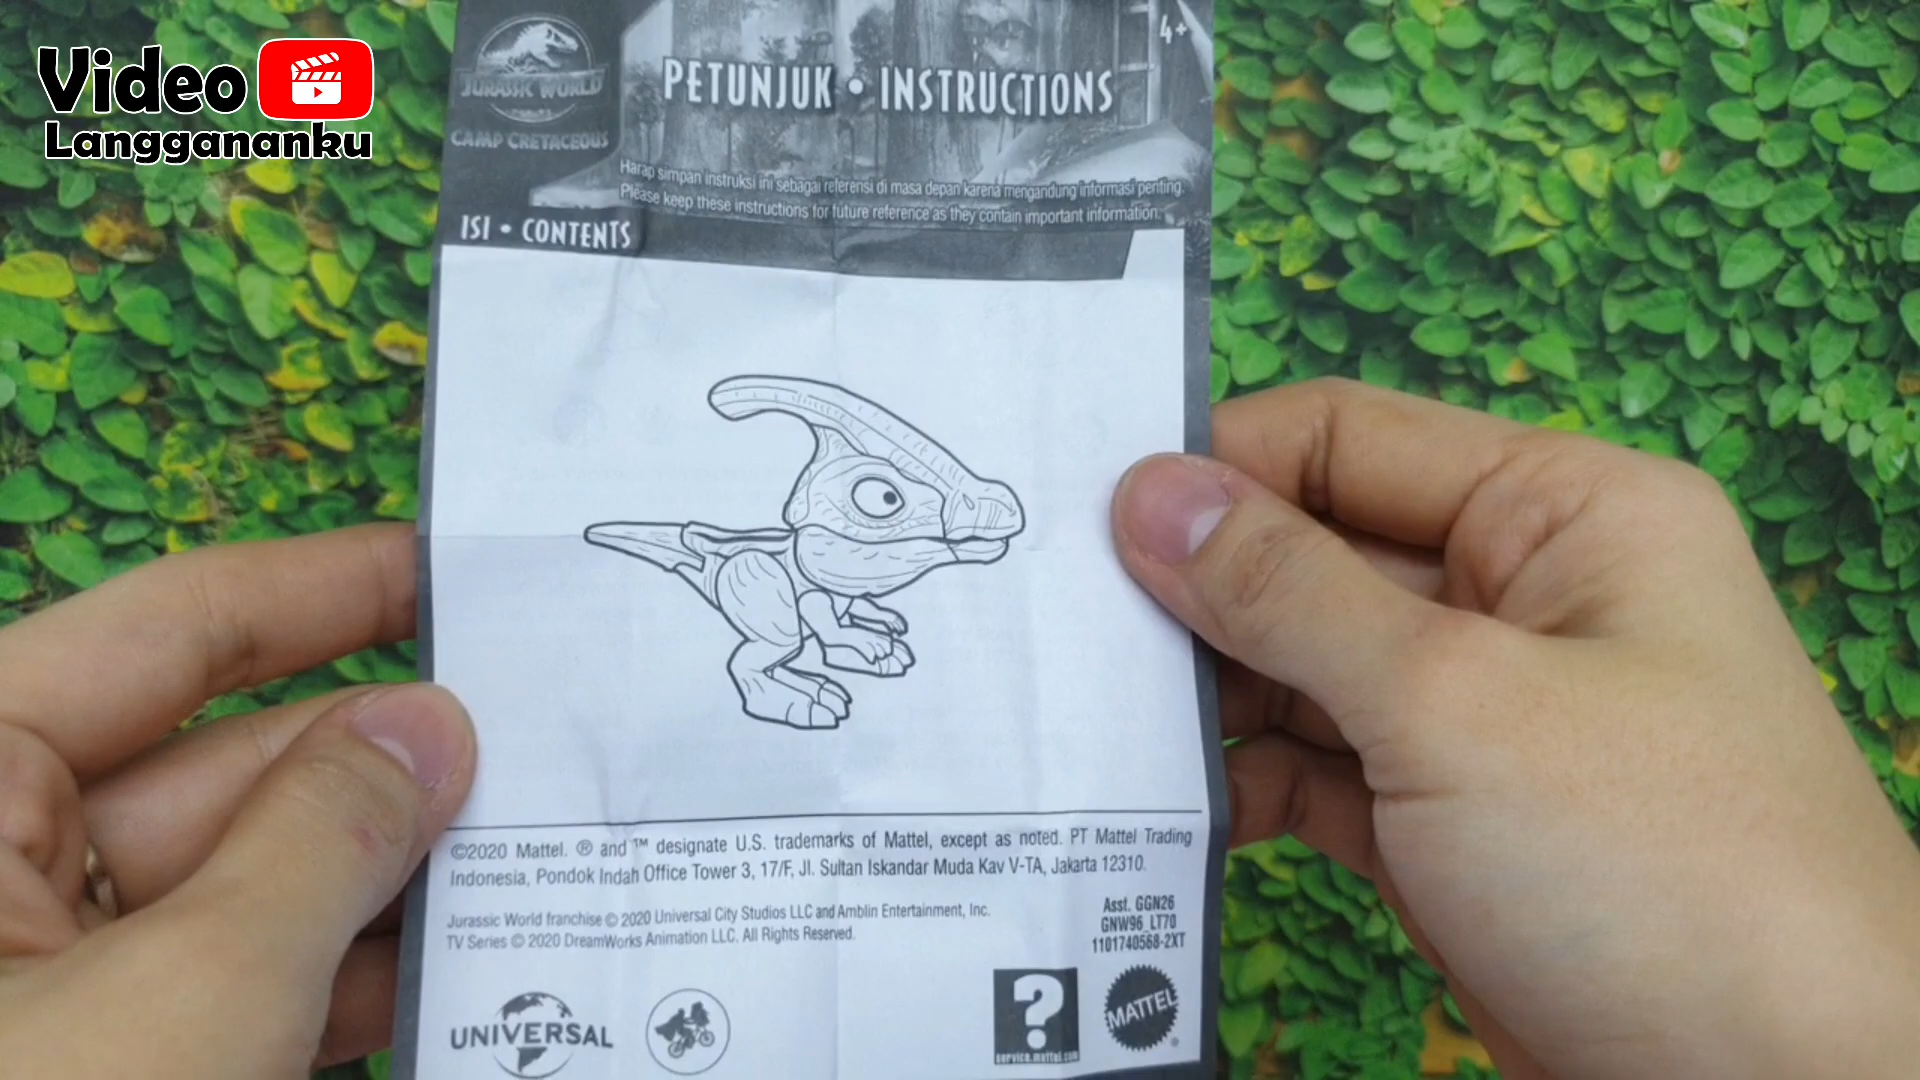 Video
Langgananku
JURASSIC WORLD
CAMP CRETACEOUS
4+
PETUNJUK • INSTRUCTIONS
Harap simpan instruksi ini sebagai referensi di masa depan karena mengandung informasi penting.
Please keep these instructions for future reference as they contain important information.
ISI • CONTENTS
©2020 Mattel. ® and ™ designate U.S. trademarks of Mattel, except as noted. PT Mattel Trading
Indonesia, Pondok Indah Office Tower 3, 17/F, Jl. Sultan Iskandar Muda Kav V-TA, Jakarta 12310.
Jurassic World franchise © 2020 Universal City Studios LLC and Amblin Entertainment, Inc.
TV Series © 2020 DreamWorks Animation LLC. All Rights Reserved.
Asst. GGN26
GNW96_LT70
1101740568-2XT
UNIVERSAL
?
service.mattel.com
MATTEL
®